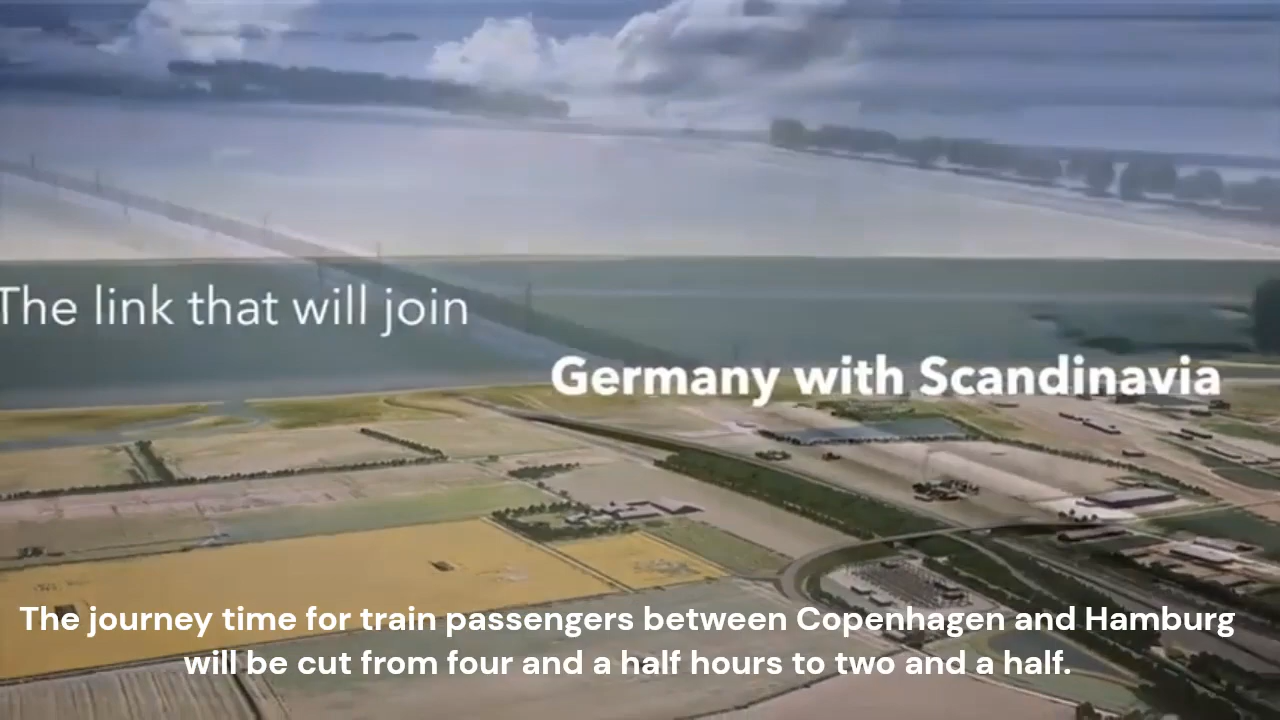 The link that will join
Germany with Scandinavia
The journey time for train passengers between Copenhagen and Hamburg
will be cut from four and a half hours to two and a half.